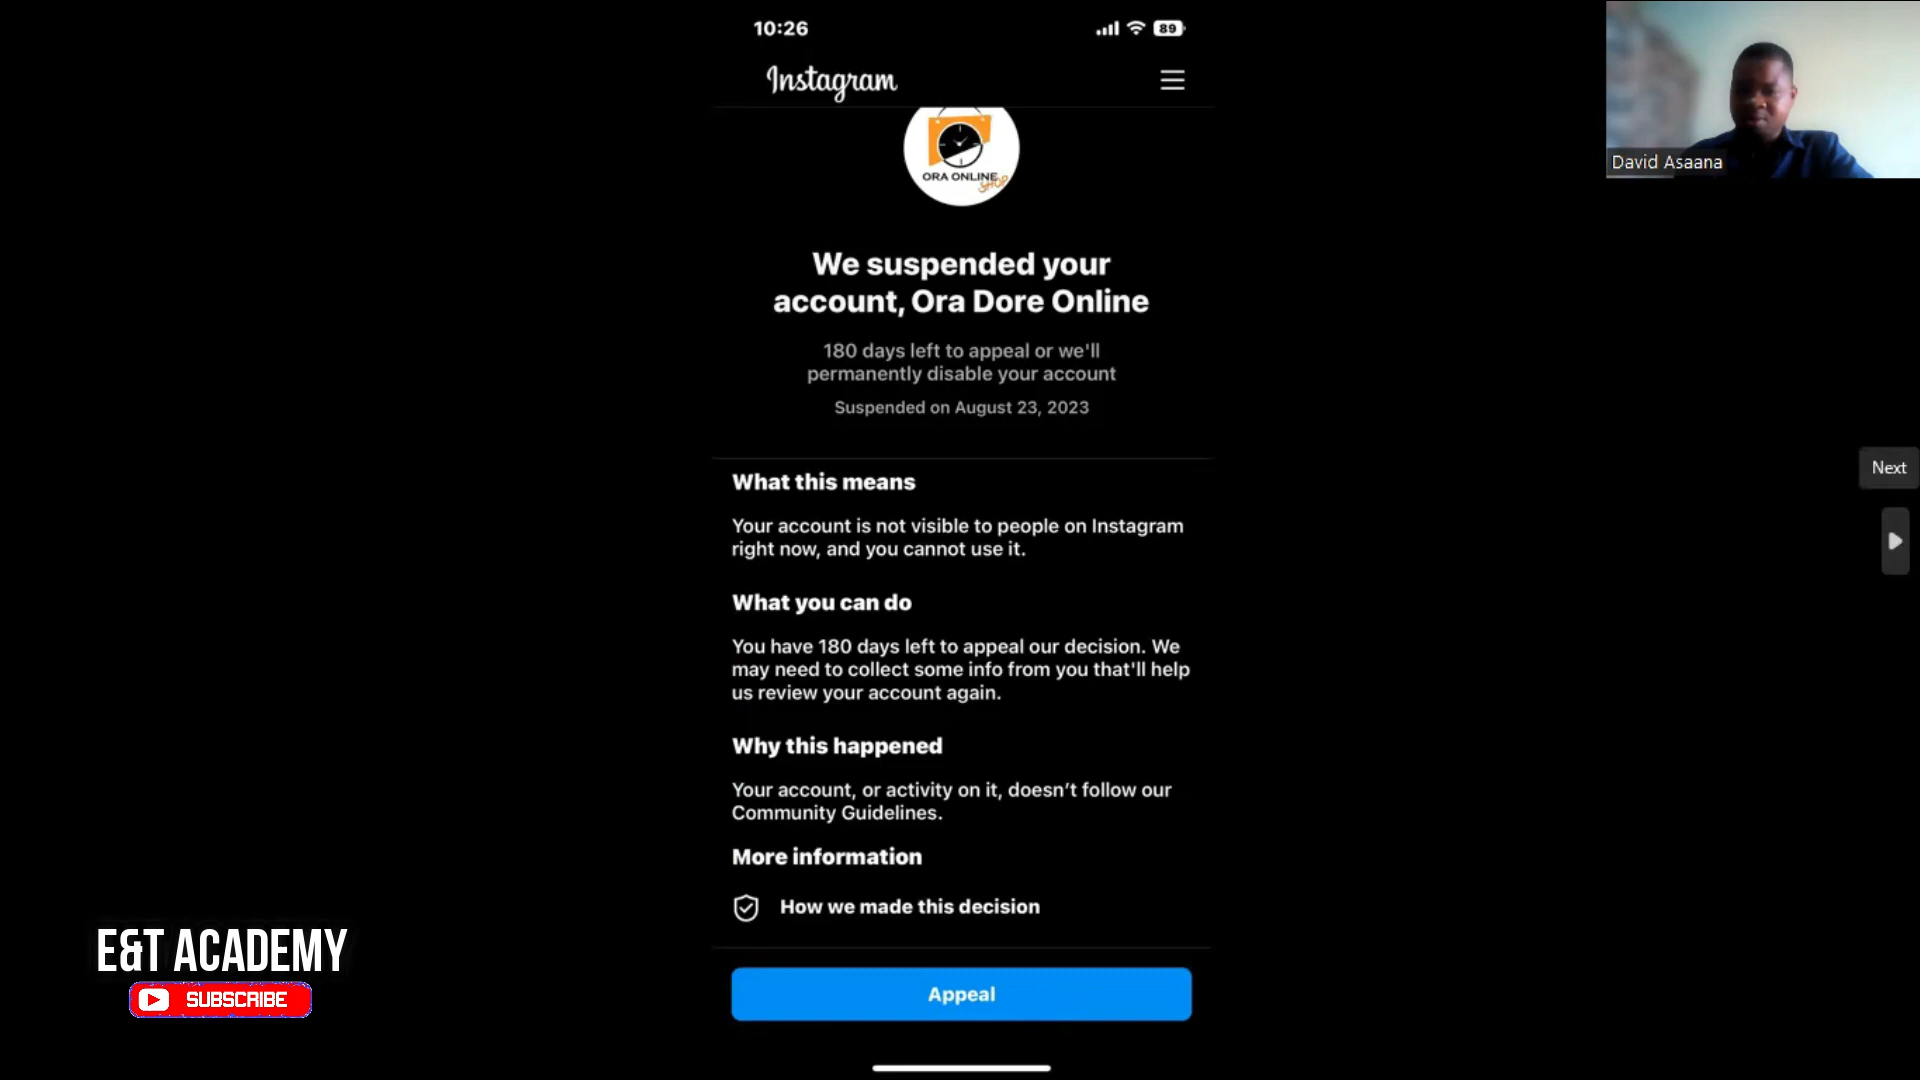 10:26
89
Instagram
ORA ONLINE
SHOP
We suspended your
account, Ora Dore Online
180 days left to appeal or we'll
permanently disable your account
Suspended on August 23, 2023
What this means
Your account is not visible to people on Instagram
right now, and you cannot use it.
What you can do
You have 180 days left to appeal our decision. We
may need to collect some info from you that'll help
us review your account again.
Why this happened
Your account, or activity on it, doesn’t follow our
Community Guidelines.
More information
How we made this decision
Appeal
David Asaana
Next
E&T ACADEMY
SUBSCRIBE